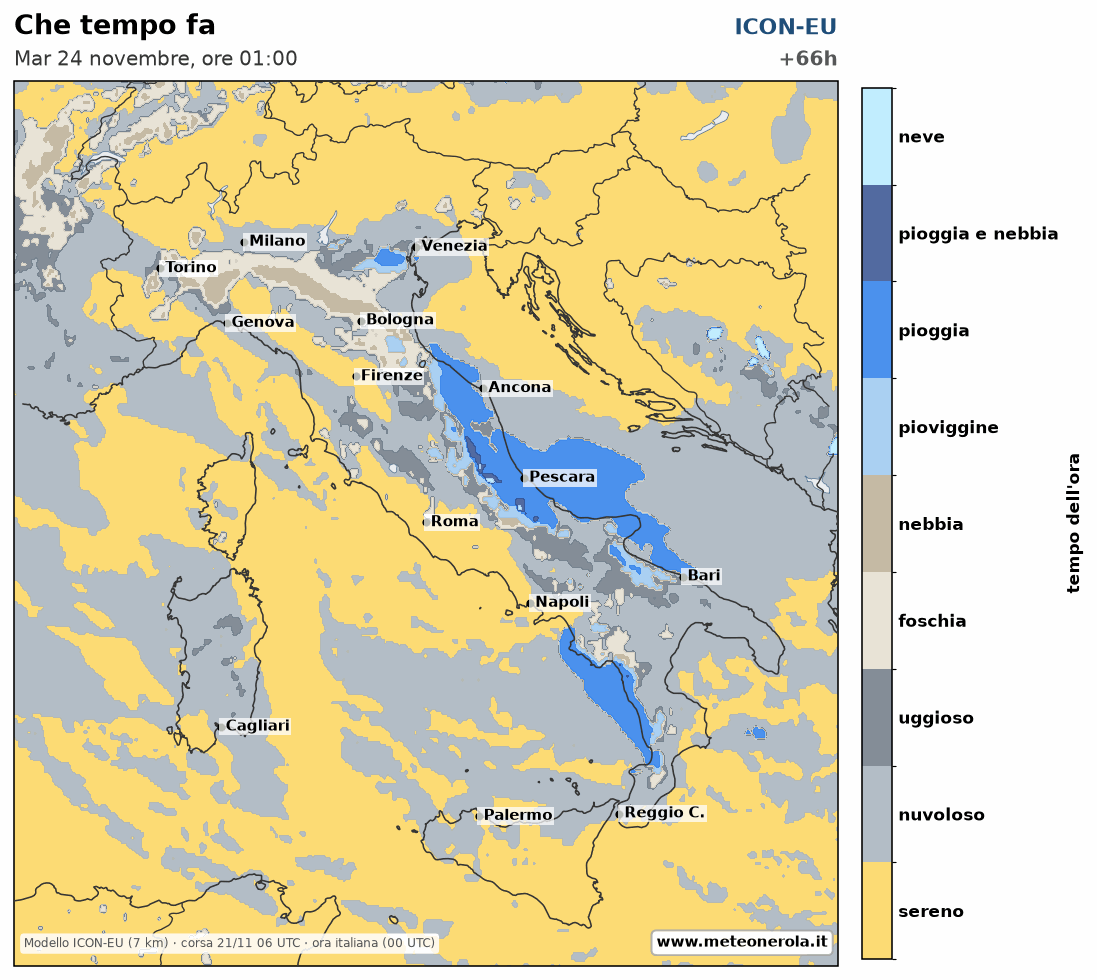 Che tempo fa
ICON-EU
Mar 24 novembre, ore 01:00
+66h
neve
pioggia e nebbia
pioggia
pioviggine
nebbia
foschia
uggioso
nuvoloso
sereno
tempo dell'ora
Milano
Venezia
Torino
Genova
Bologna
Firenze
Ancona
Pescara
Roma
Bari
Napoli
Cagliari
Palermo
Reggio C.
Modello ICON-EU (7 km) · corsa 21/11 06 UTC · ora italiana (00 UTC)
www.meteonerola.it